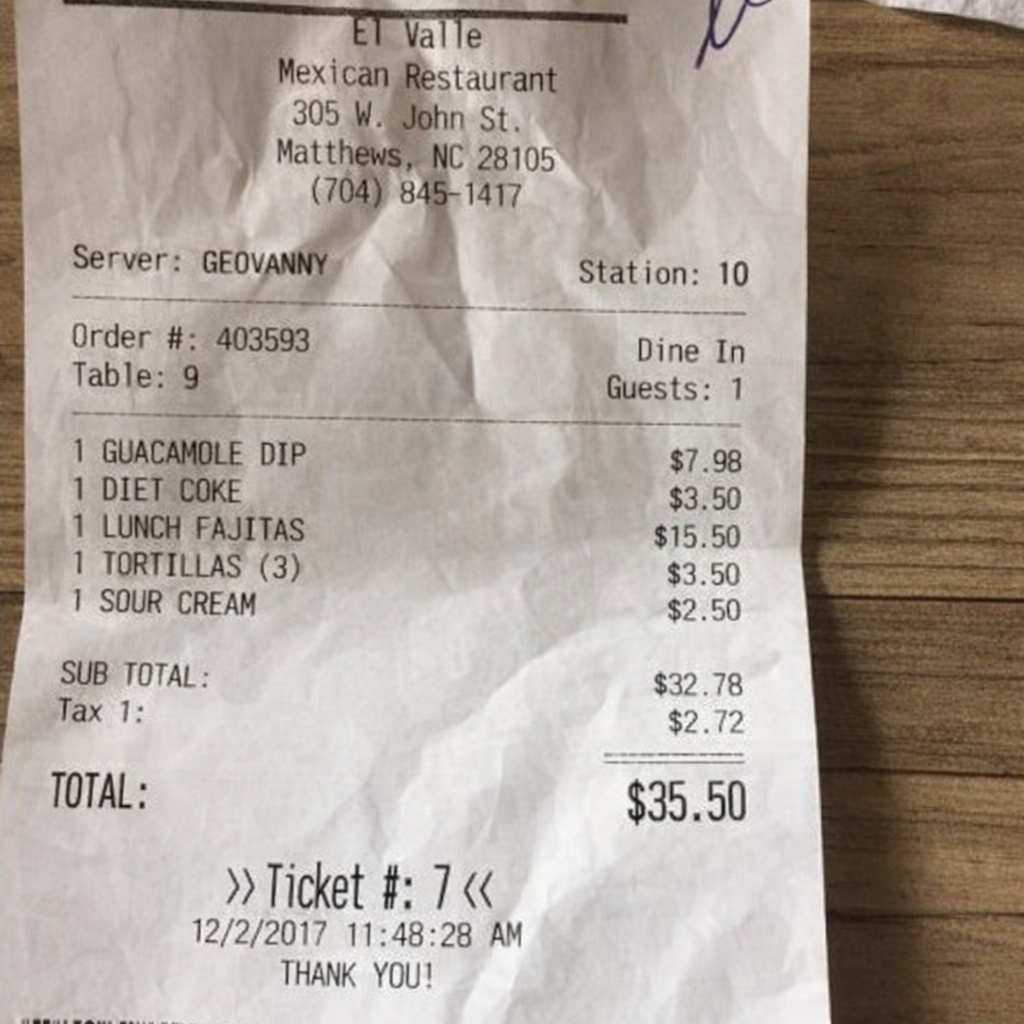 El Valle
Mexican Restaurant
305 W. John St.
Matthews, NC 28105
(704) 845-1417
Server: GEOVANNY Station: 10
Order #: 403593 Dine In
Table: 9 Guests: 1
1 GUACAMOLE DIP $7.98
1 DIET COKE $3.50
1 LUNCH FAJITAS $15.50
1 TORTILLAS (3) $3.50
1 SOUR CREAM $2.50
SUB TOTAL: $32.78
Tax 1: $2.72
TOTAL: $35.50
>> Ticket #: 7 <<
12/2/2017 11:48:28 AM
THANK YOU!